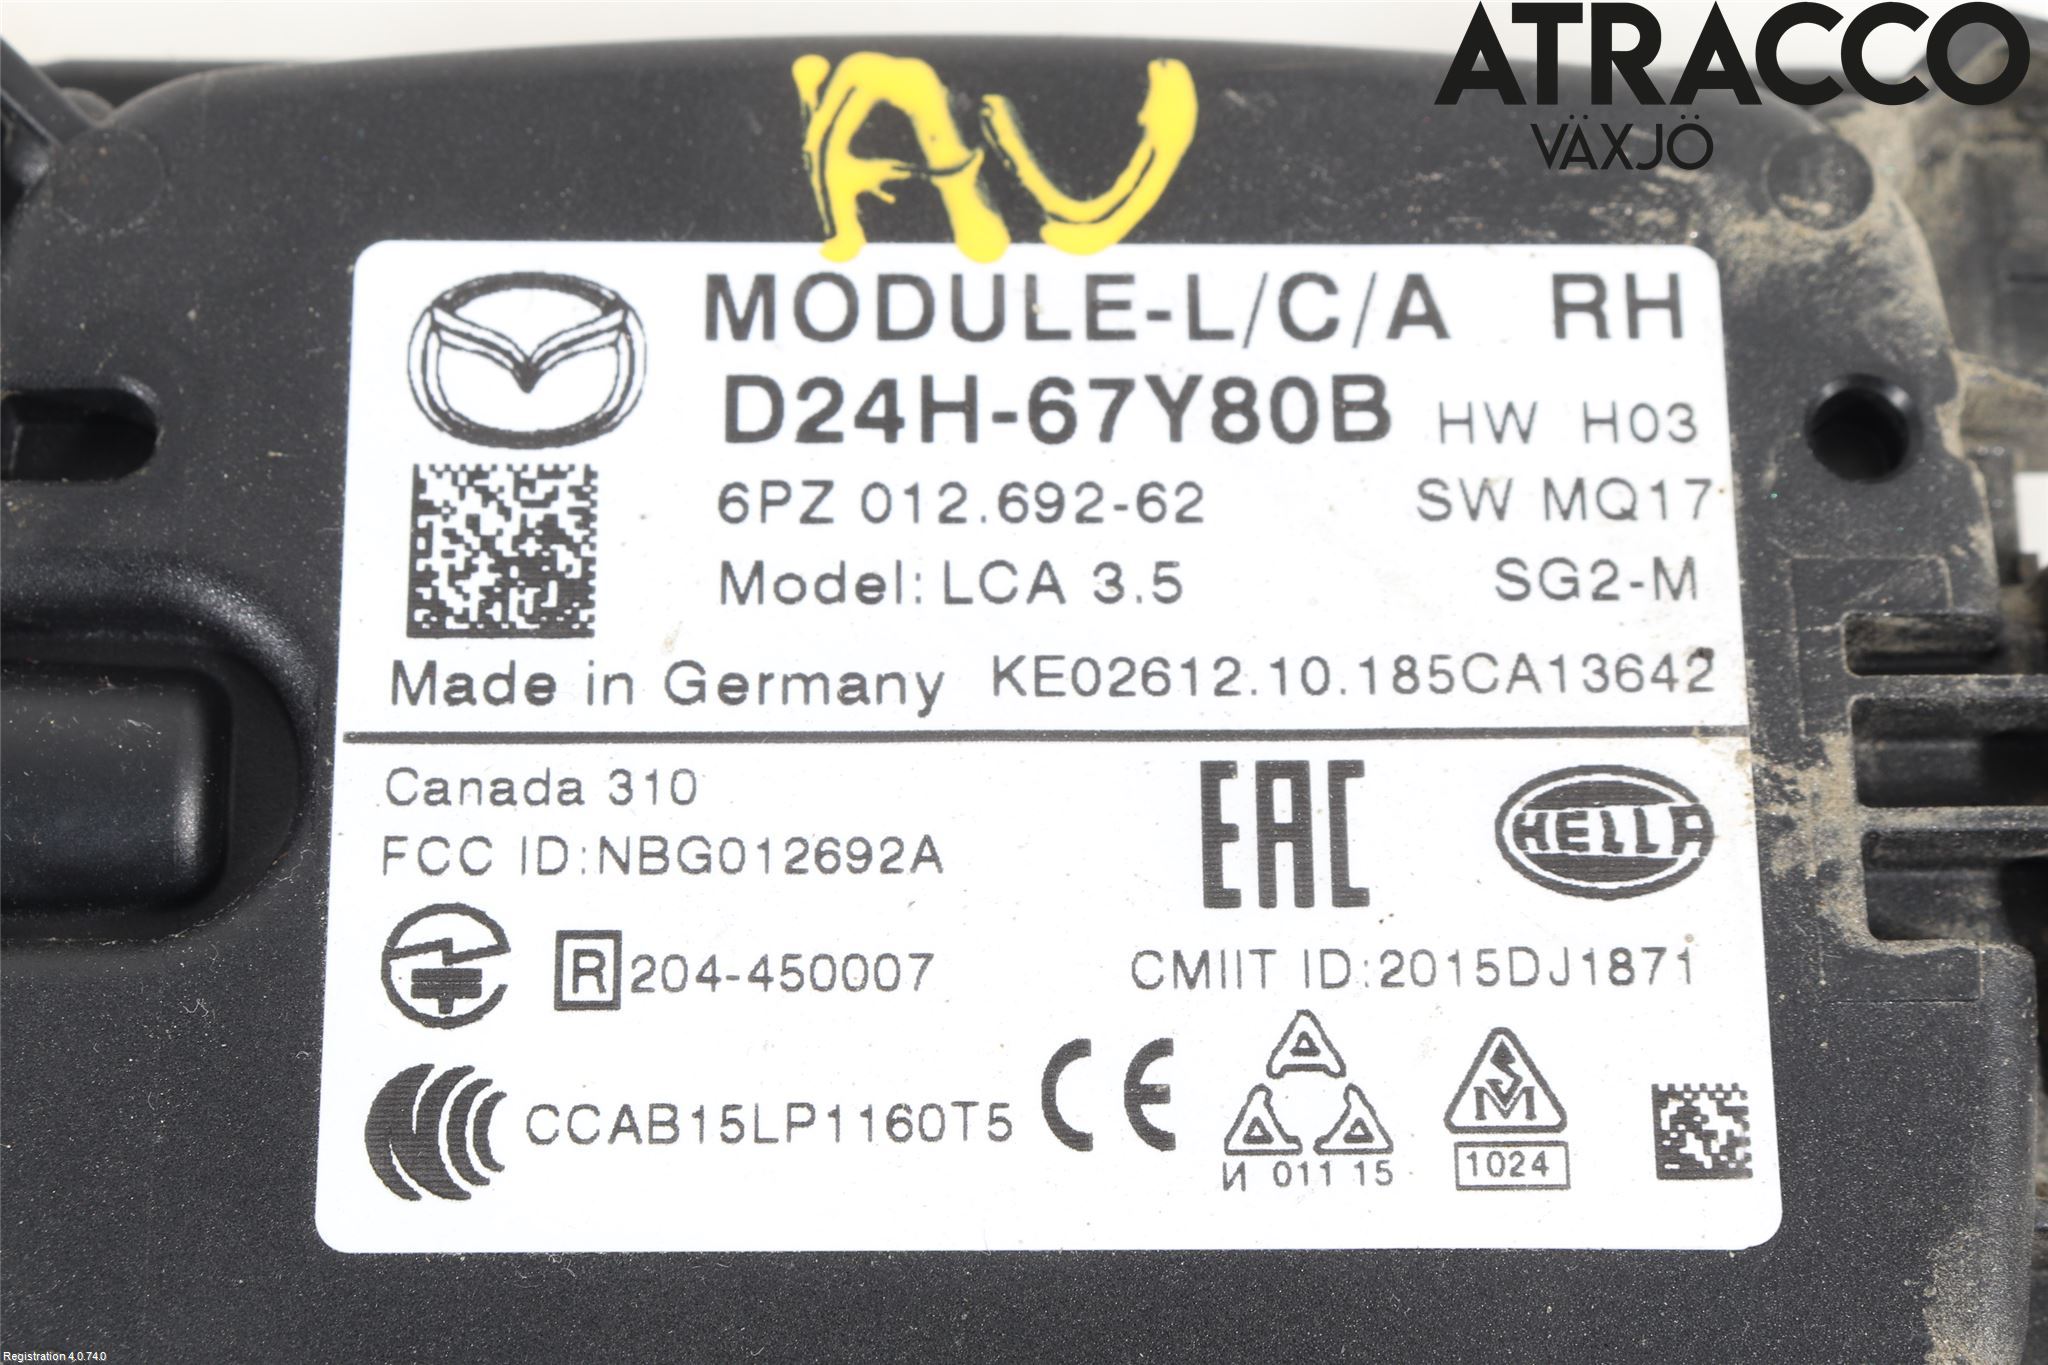 ATRACCO
VÄXJÖ
AU
MODULE-L/C/A RH
D24H-67Y80B HW H03
6PZ 012.692-62 SW MQ17
Model: LCA 3.5 SG2-M
Made in Germany KE02612.10.185CA13642
Canada 310
FCC ID:NBG012692A
EAC
HELLA
R 204-450007 CMIIT ID:2015DJ1871
CCAB15LP1160T5 CE
A
A A
И 011 15
SM
1024
Registration 4.0.74.0